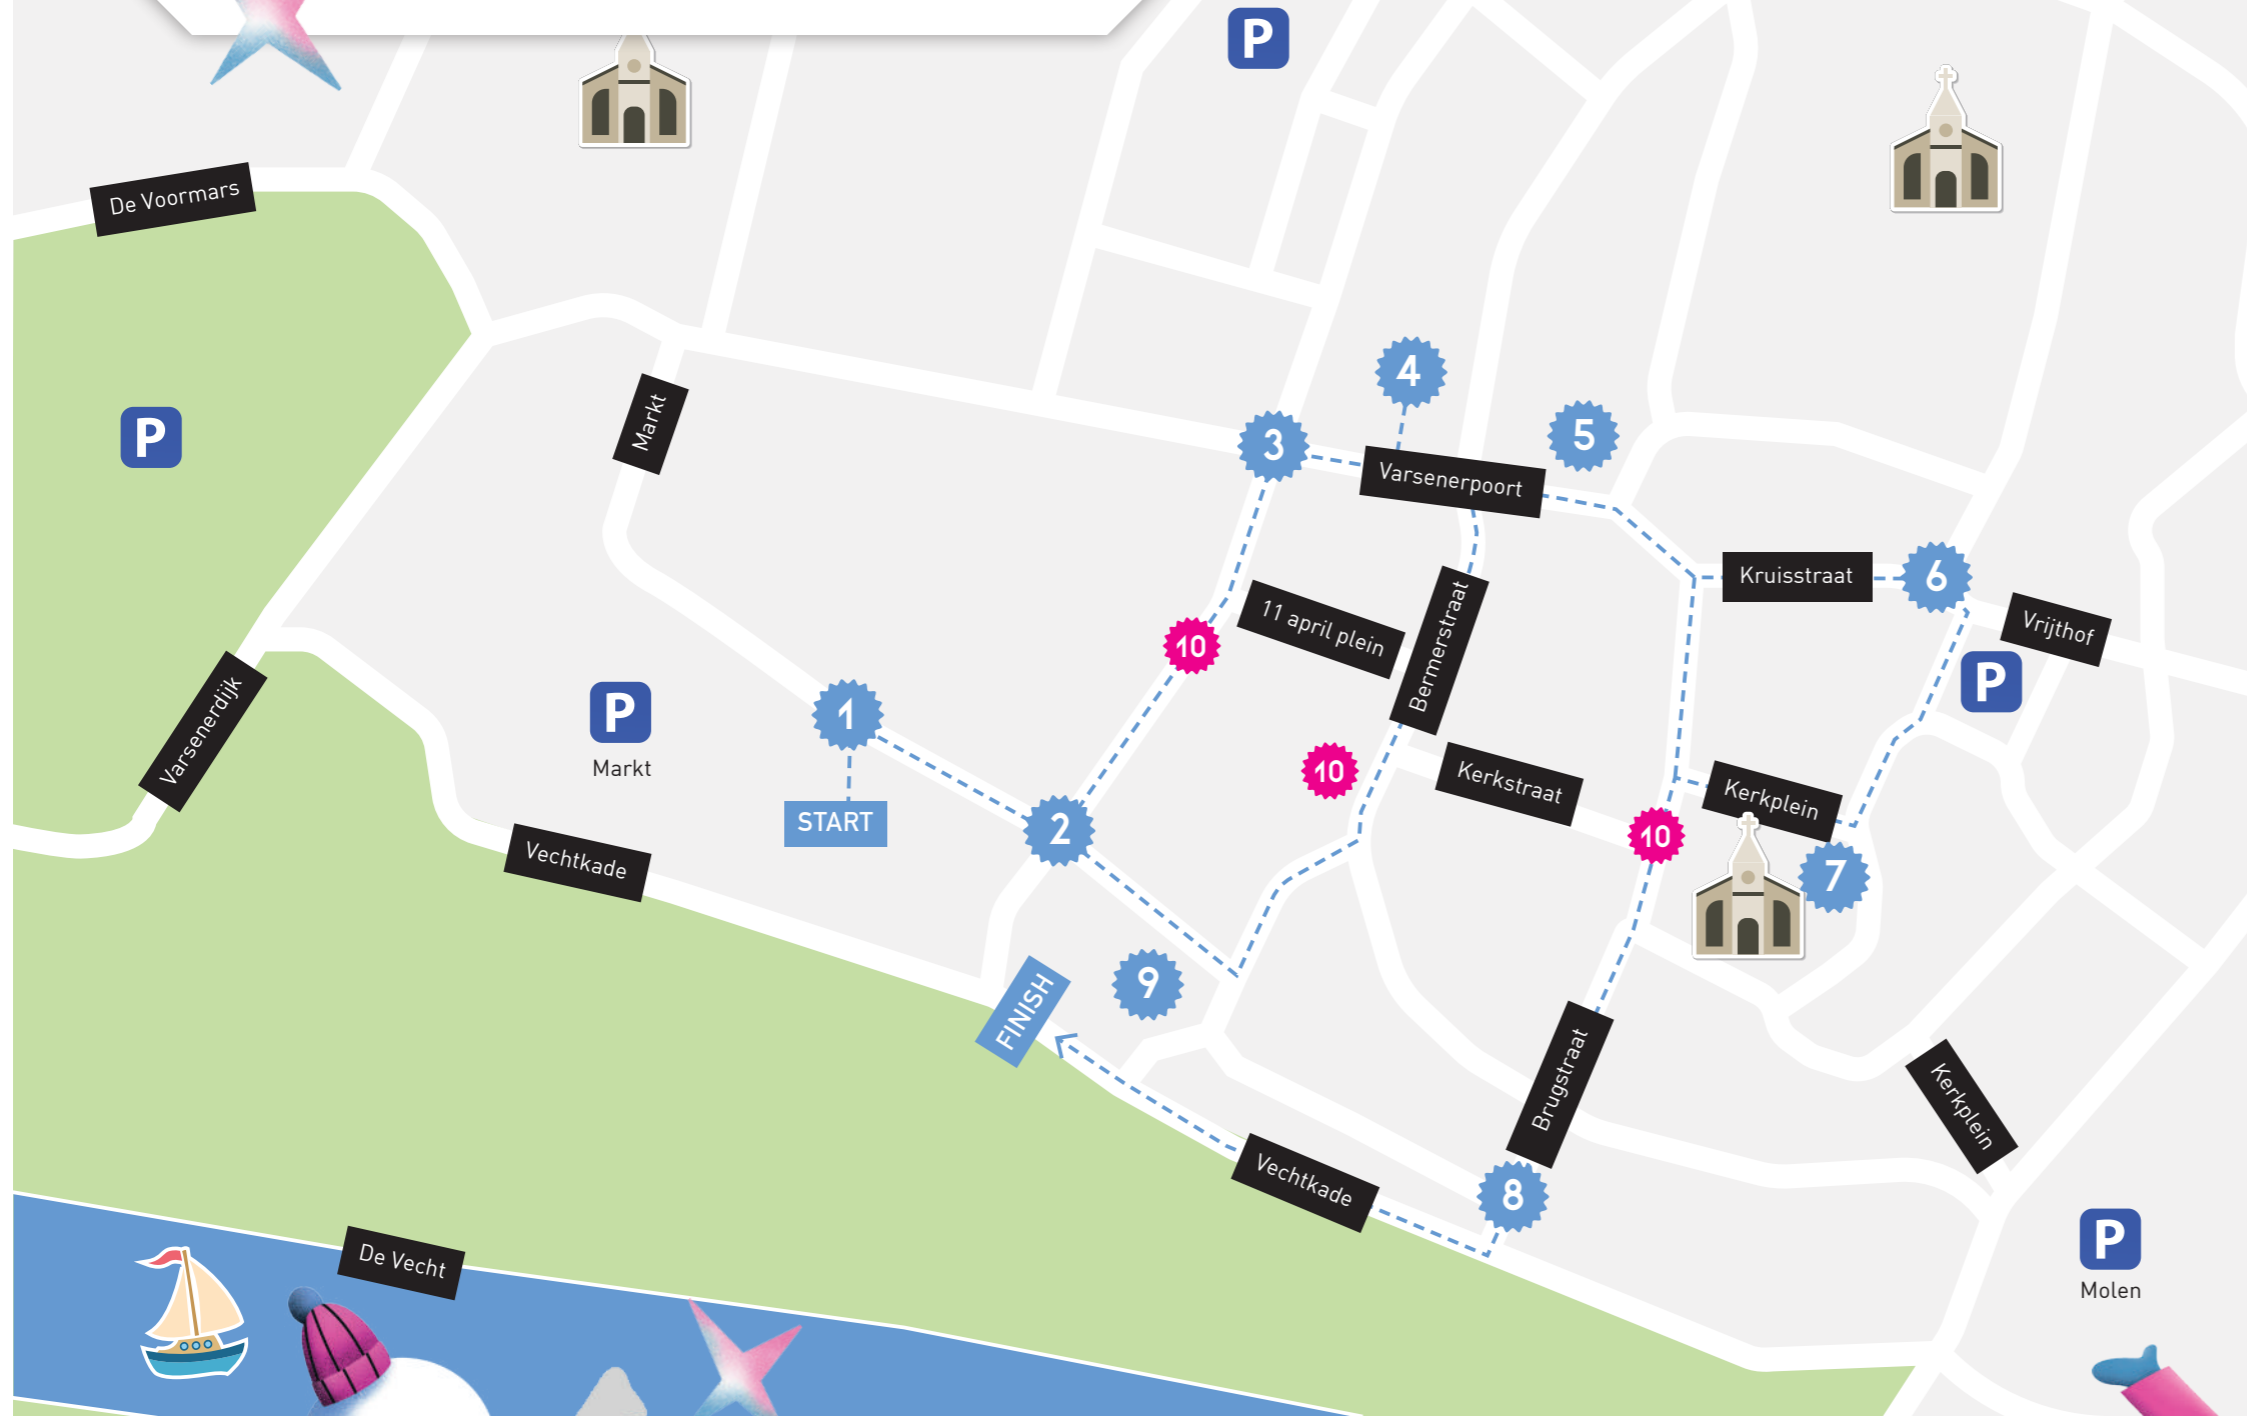 P
De Voormars
4
Markt
3
5
P
Varsenerpoort
Kruisstraat
6
11 april plein
Vrijthof
10
Bermerstraat
P
Varsenerdijk
P
Markt
1
10
Kerkstraat
Kerkplein
START
2
10
Vechtkade
7
9
FINISH
Brugstraat
Kerkplein
Vechtkade
8
De Vecht
P
Molen